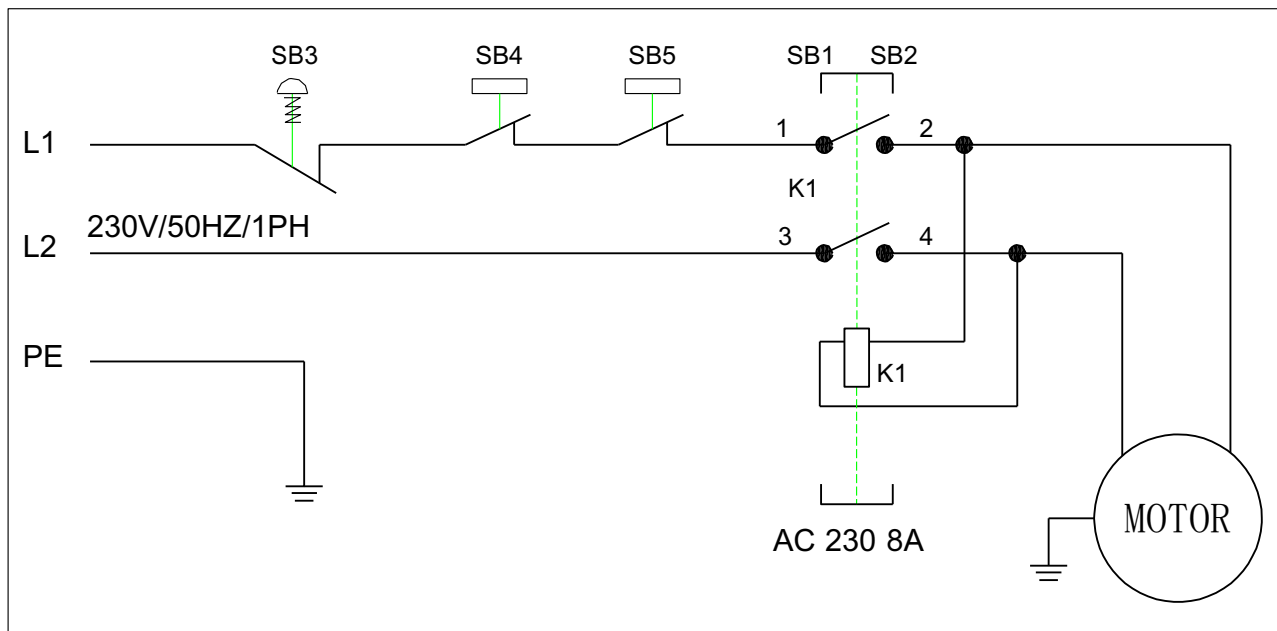 SB3 SB4 SB5 SB1 SB2
L1 1 2
K1
230V/50HZ/1PH
L2 3 4
PE
K1
MOTOR
AC 230 8A